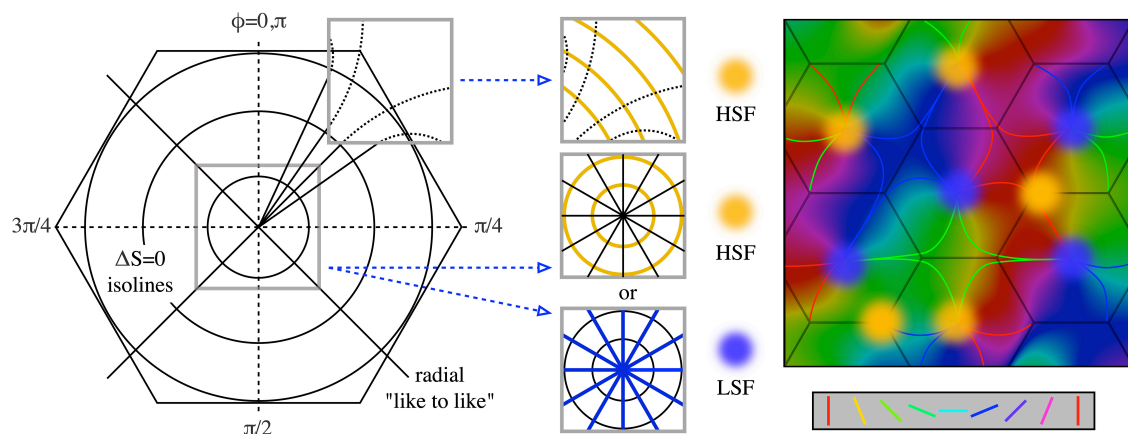 ϕ=0,π
3π/4
π/4
ΔS=0
isolines
radial
"like to like"
π/2
HSF
HSF
or
LSF